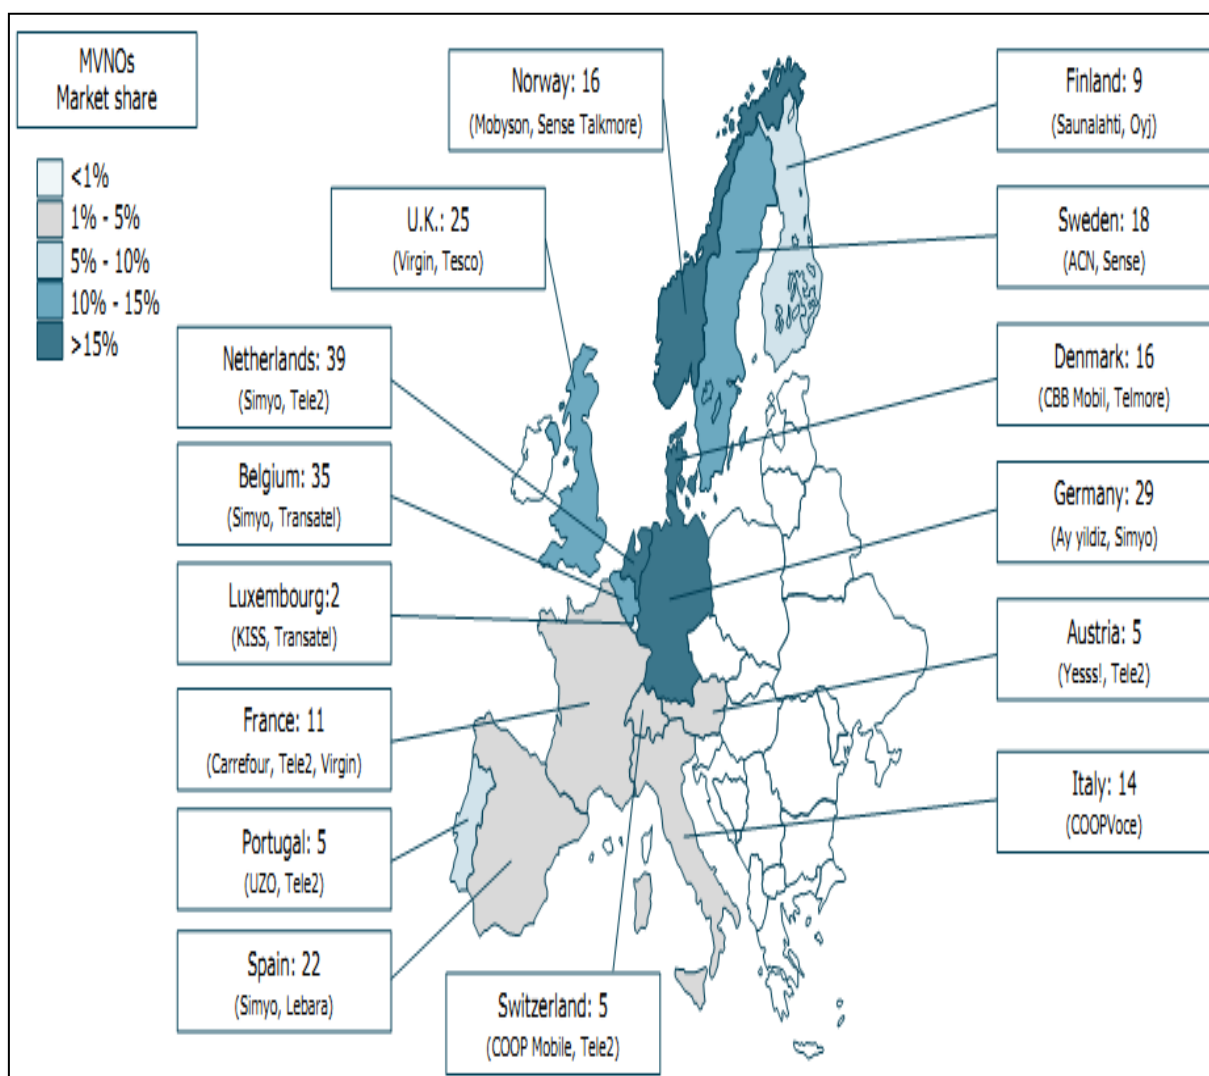 MVNOs
Market share
<1%
1% - 5%
5% - 10%
10% - 15%
>15%
Norway: 16
(Mobyson, Sense Talkmore)
Finland: 9
(Saunalahti, Oyj)
U.K.: 25
(Virgin, Tesco)
Sweden: 18
(ACN, Sense)
Netherlands: 39
(Simyo, Tele2)
Denmark: 16
(CBB Mobil, Telmore)
Belgium: 35
(Simyo, Transatel)
Germany: 29
(Ay yildiz, Simyo)
Luxembourg:2
(KISS, Transatel)
Austria: 5
(Yesss!, Tele2)
France: 11
(Carrefour, Tele2, Virgin)
Italy: 14
(COOPVoce)
Portugal: 5
(UZO, Tele2)
Spain: 22
(Simyo, Lebara)
Switzerland: 5
(COOP Mobile, Tele2)